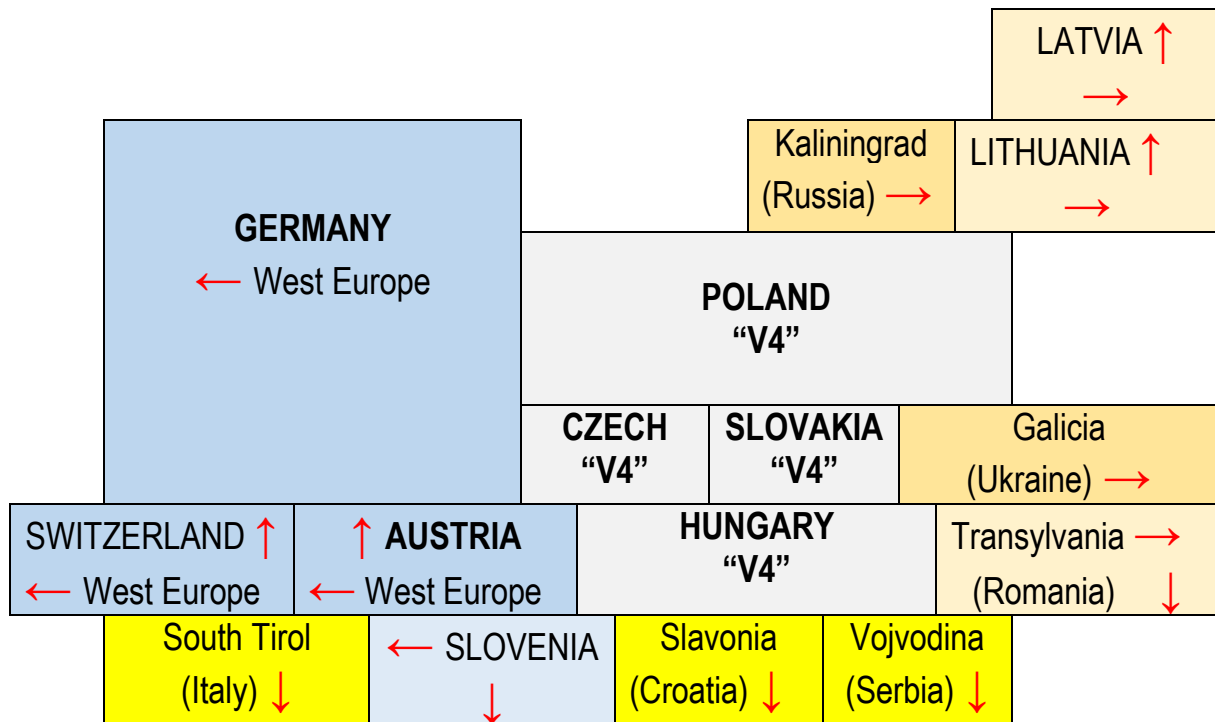 LATVIA ↑
→
Kaliningrad
(Russia) →
LITHUANIA ↑
→
GERMANY
← West Europe
POLAND
“V4”
CZECH
“V4”
SLOVAKIA
“V4”
Galicia
(Ukraine) →
SWITZERLAND ↑
← West Europe
↑ AUSTRIA
← West Europe
HUNGARY
“V4”
Transylvania →
(Romania) ↓
South Tirol
(Italy) ↓
← SLOVENIA
↓
Slavonia
(Croatia) ↓
Vojvodina
(Serbia) ↓